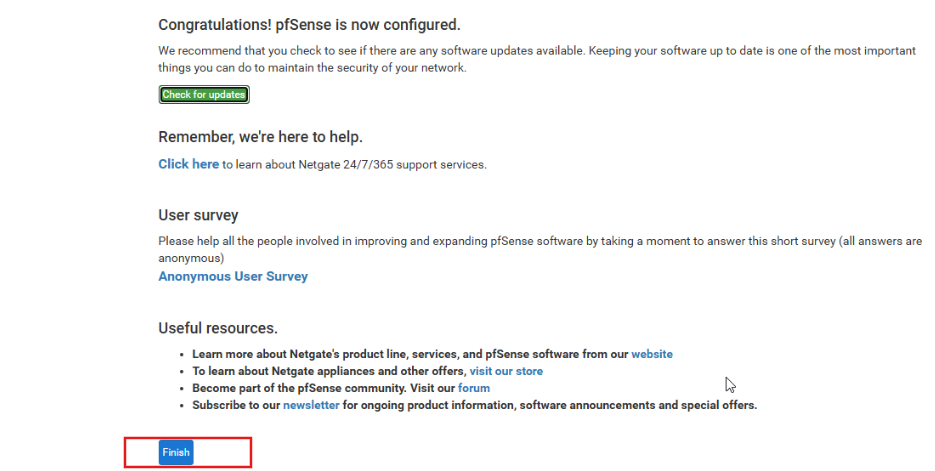 Congratulations! pfSense is now configured.
We recommend that you check to see if there are any software updates available. Keeping your software up to date is one of the most important
things you can do to maintain the security of your network.
Check for updates
Remember, we're here to help.
Click here to learn about Netgate 24/7/365 support services.
User survey
Please help all the people involved in improving and expanding pfSense software by taking a moment to answer this short survey (all answers are
anonymous)
Anonymous User Survey
Useful resources.
• Learn more about Netgate's product line, services, and pfSense software from our website
• To learn about Netgate appliances and other offers, visit our store
• Become part of the pfSense community. Visit our forum
• Subscribe to our newsletter for ongoing product information, software announcements and special offers.
Finish